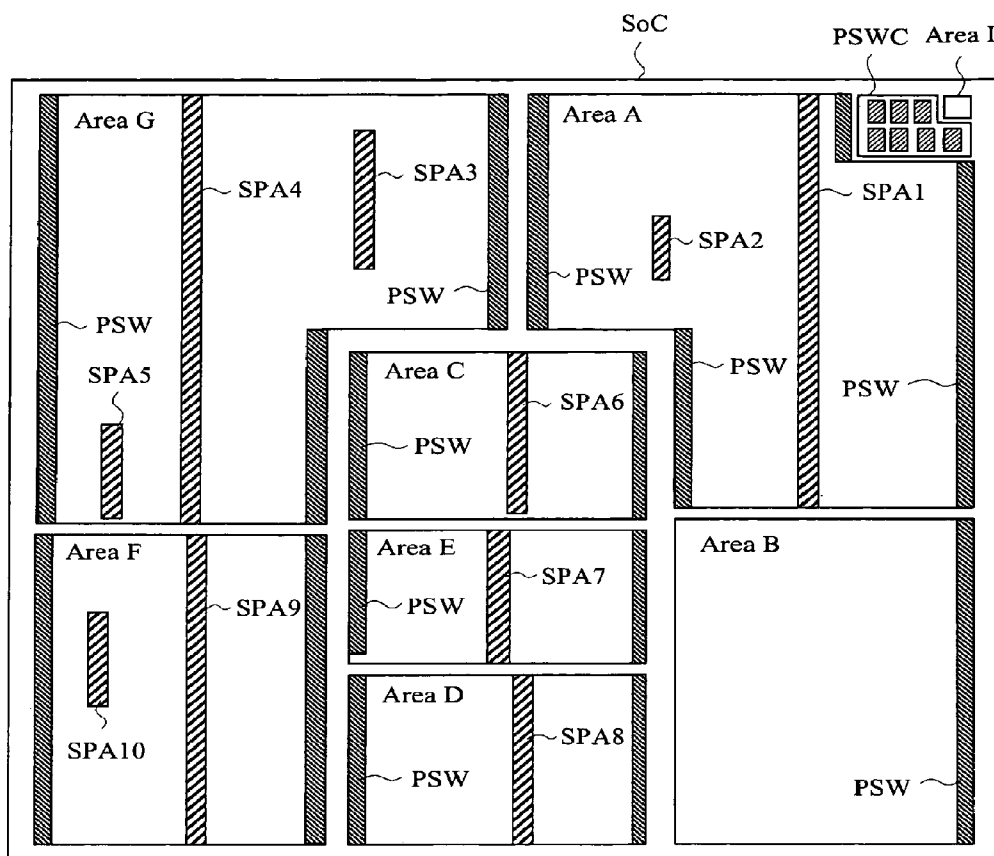 SoC
PSWC
Area I
Area G
Area A
SPA3
SPA4
SPA1
SPA2
PSW
PSW
PSW
PSW
SPA5
Area C
PSW
SPA6
PSW
Area F
Area E
Area B
SPA7
PSW
SPA9
Area D
SPA10
SPA8
PSW
PSW